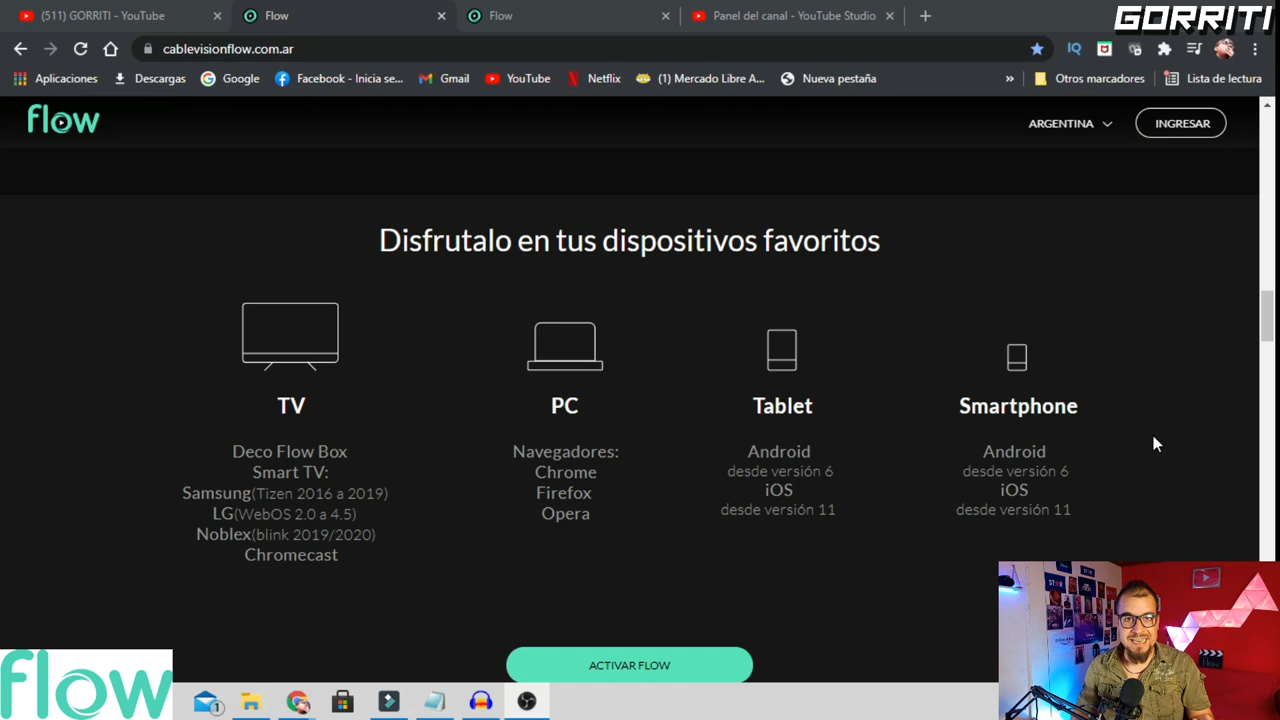 (511) GORRITI - YouTube
Flow
Flow
Panel del canal - YouTube Studio
GORRITI
cablevisionflow.com.ar
Aplicaciones
Descargas
Google
Facebook - Inicia se...
Gmail
YouTube
Netflix
(1) Mercado Libre A...
Nueva pestaña
»
Otros marcadores
Lista de lectura
flow
ARGENTINA
INGRESAR
Disfrutalo en tus dispositivos favoritos
TV
Deco Flow Box
Smart TV:
Samsung(Tizen 2016 a 2019)
LG(WebOS 2.0 a 4.5)
Noblex(blink 2019/2020)
Chromecast
PC
Navegadores:
Chrome
Firefox
Opera
Tablet
Android
desde versión 6
iOS
desde versión 11
Smartphone
Android
desde versión 6
iOS
desde versión 11
ACTIVAR FLOW
flow
1